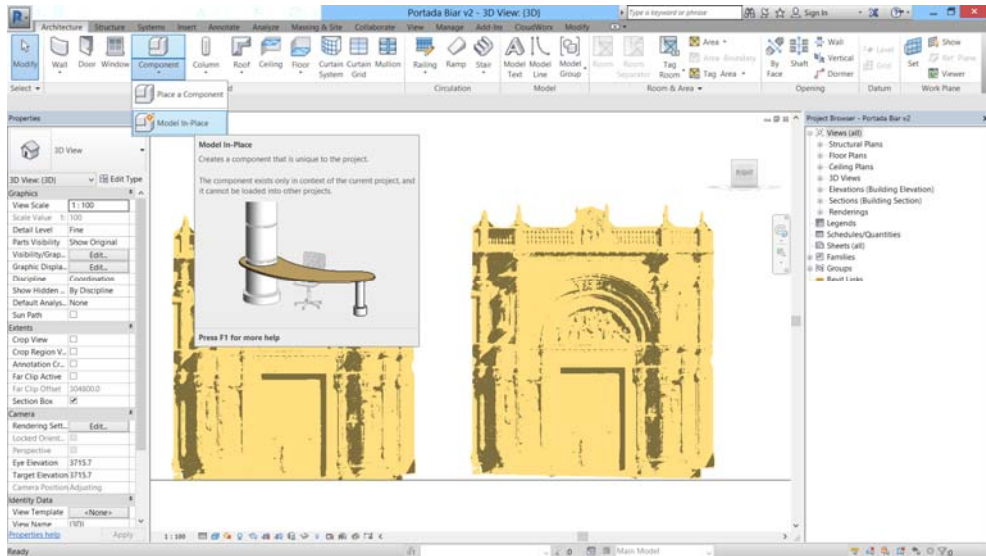 Portada Biar v2 - 3D View: {3D}
Type a keyword or phrase
Sign In
Architecture Structure Systems Insert Annotate Analyze Massing & Site Collaborate View Manage Add-Ins CloudWorx Modify
Modify Wall Door Window Component Column Roof Ceiling Floor Curtain System Curtain Grid Mullion Railing Ramp Stair Model Text Model Line Model Group Room Room Separator Tag Room
Area
Area Boundary
Tag Area
By Face
Shaft
Wall
Vertical
Dormer
Level
Grid
Set
Show
Ref Plane
Viewer
Select
Circulation
Model
Room & Area
Opening
Datum
Work Plane
Place a Component
Model In-Place
Model In-Place
Creates a component that is unique to the project.
The component exists only in context of the current project, and
it cannot be loaded into other projects.
Press F1 for more help
Properties
3D View
3D View: {3D} Edit Type
Graphics
View Scale 1 : 100
Scale Value 1: 100
Detail Level Fine
Parts Visibility Show Original
Visibility/Grap... Edit...
Graphic Displa... Edit...
Discipline Coordination
Show Hidden ... By Discipline
Default Analys... None
Sun Path
Extents
Crop View
Crop Region V...
Annotation Cr...
Far Clip Active
Far Clip Offset 304800.0
Section Box
Camera
Rendering Sett... Edit...
Locked Orient...
Perspective
Eye Elevation 3715.7
Target Elevation 3715.7
Camera Position Adjusting
Identity Data
View Template <None>
View Name {3D}
Properties help Apply
RIGHT
Project Browser - Portada Biar v2
Views (all)
Structural Plans
Floor Plans
Ceiling Plans
3D Views
Elevations (Building Elevation)
Sections (Building Section)
Renderings
Legends
Schedules/Quantities
Sheets (all)
Families
Groups
Revit Links
1 : 100
Ready
: 0
Main Model